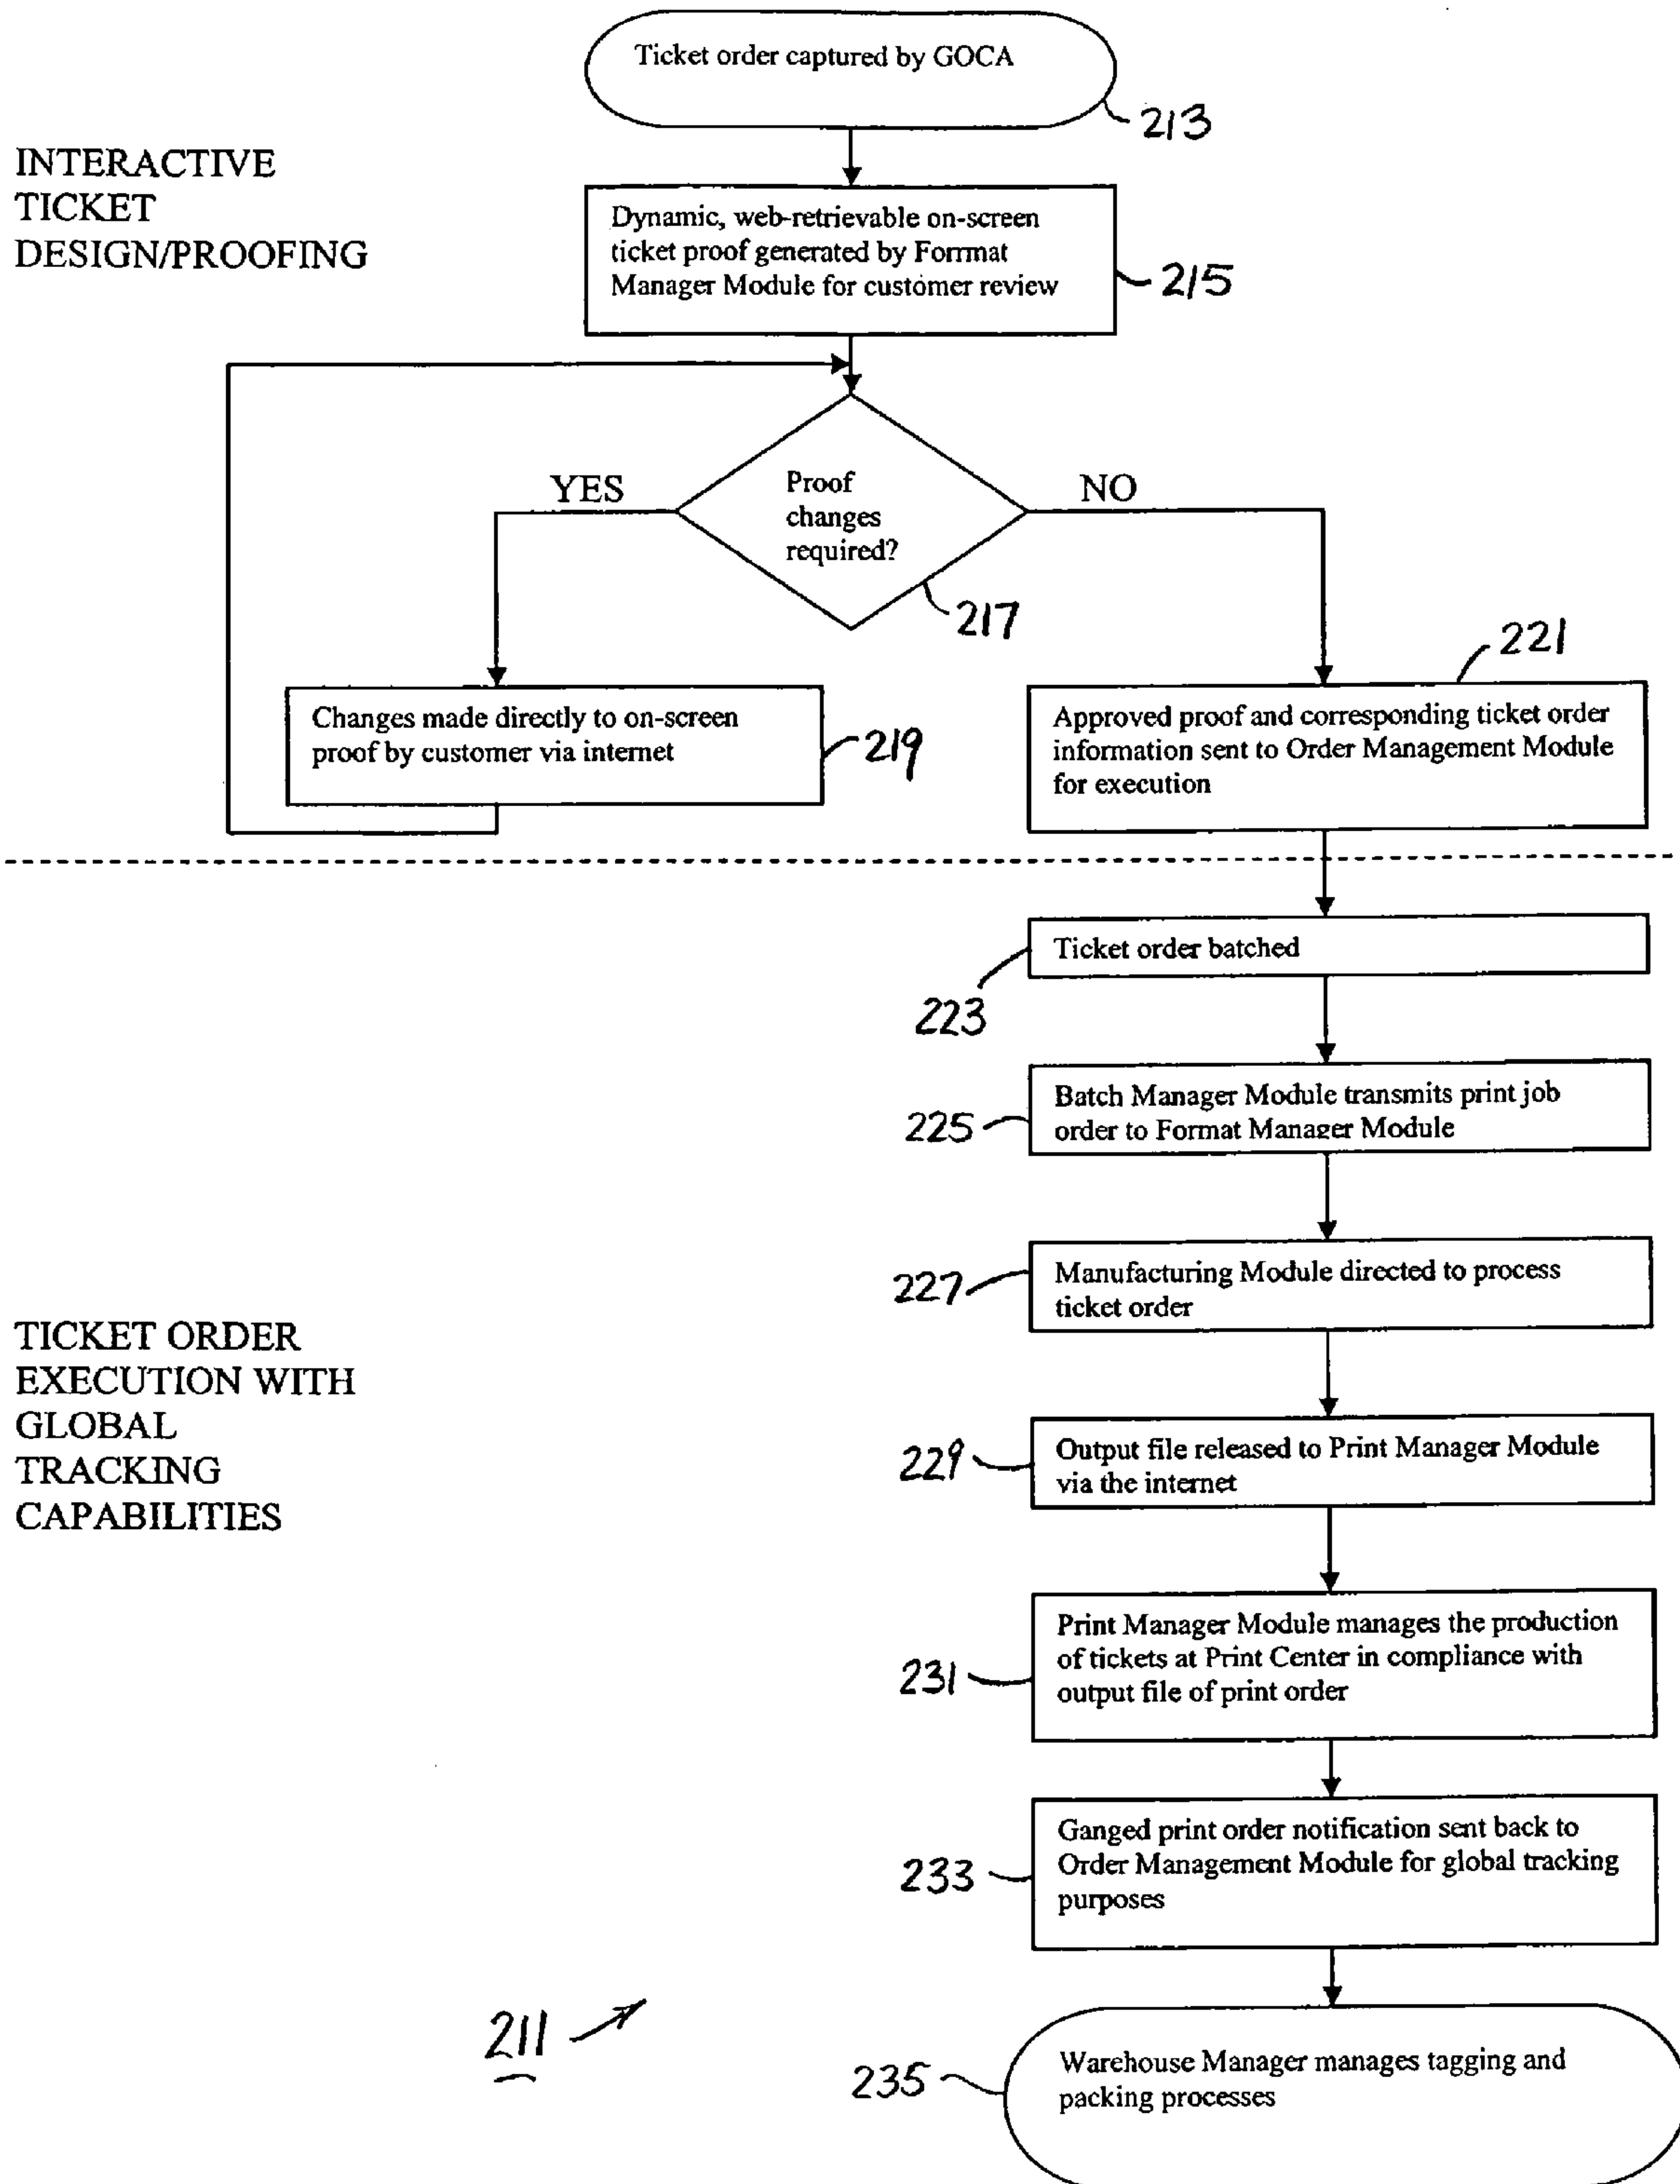 Ticket order captured by GOCA
213
INTERACTIVE
TICKET
DESIGN/PROOFING
Dynamic, web-retrievable on-screen
ticket proof generated by Forrmat
Manager Module for customer review
215
YES
Proof
changes
required?
NO
217
221
Changes made directly to on-screen
proof by customer via internet
219
Approved proof and corresponding ticket order
information sent to Order Management Module
for execution
Ticket order batched
223
Batch Manager Module transmits print job
order to Format Manager Module
225
Manufacturing Module directed to process
ticket order
227
TICKET ORDER
EXECUTION WITH
GLOBAL
TRACKING
CAPABILITIES
Output file released to Print Manager Module
via the internet
229
Print Manager Module manages the production
of tickets at Print Center in compliance with
output file of print order
231
Ganged print order notification sent back to
Order Management Module for global tracking
purposes
233
211
Warehouse Manager manages tagging and
packing processes
235